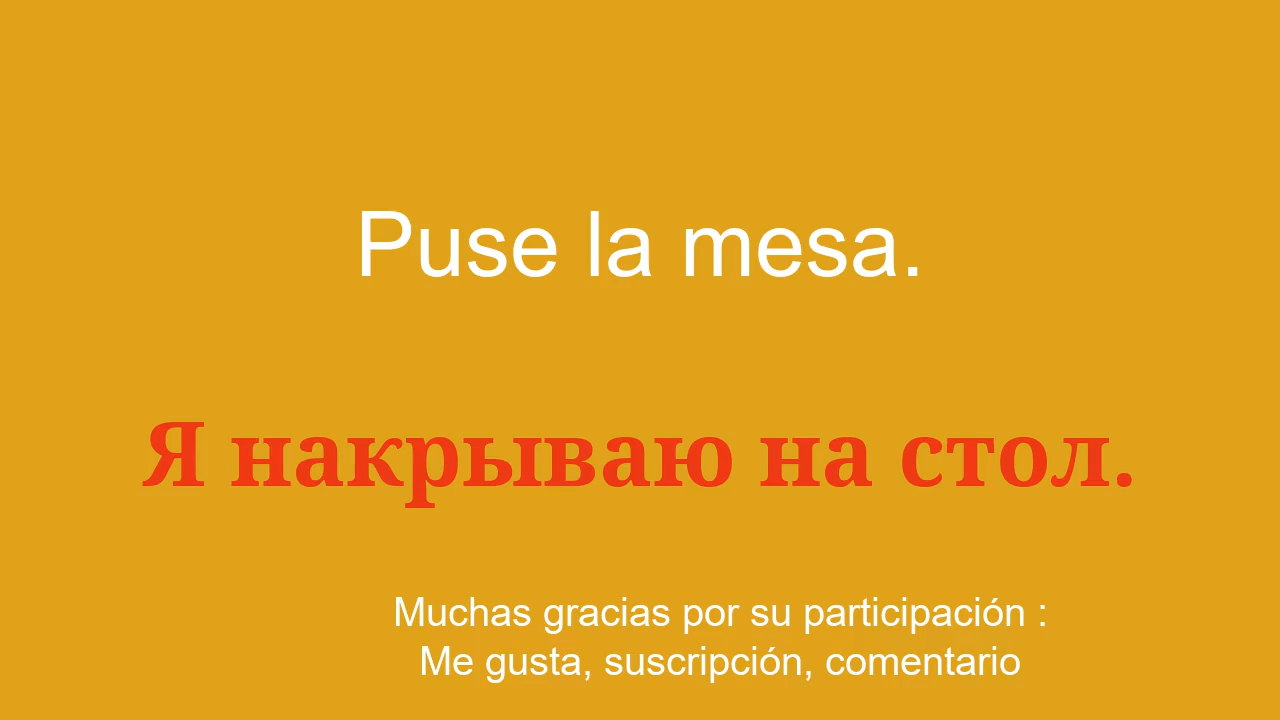 Puse la mesa.
Я накрываю на стол.
Muchas gracias por su participación :
Me gusta, suscripción, comentario